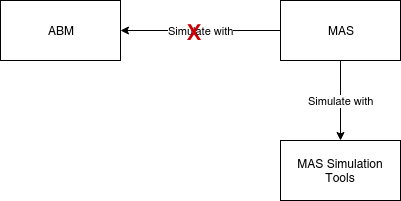 ABM
Simulate with
X
MAS
Simulate with
MAS Simulation
Tools